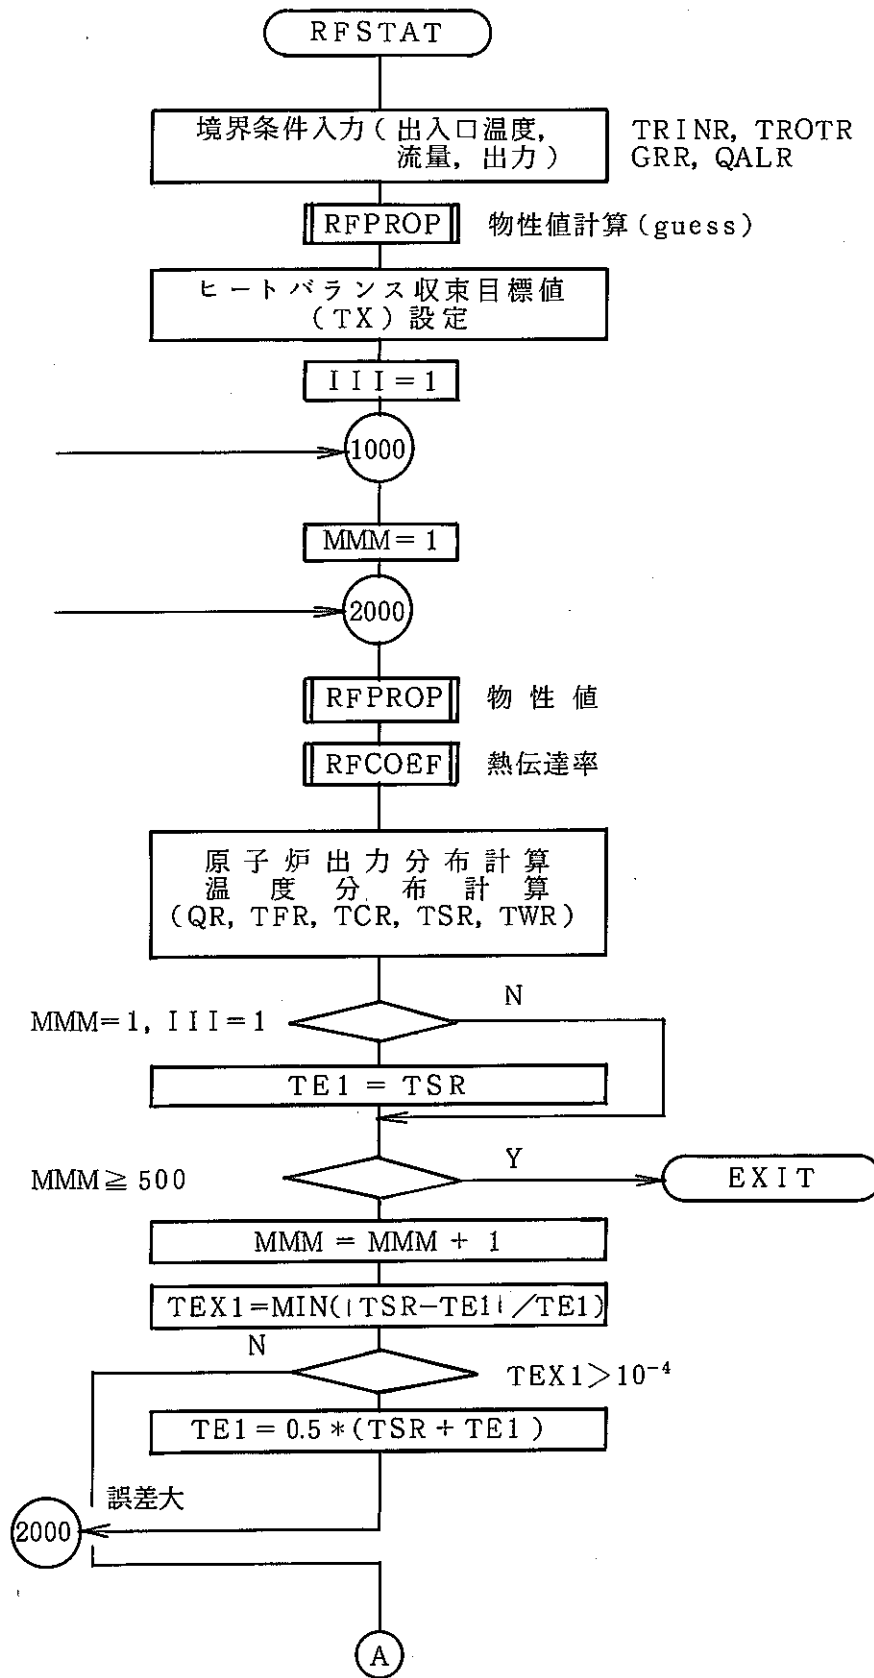 RFSTAT
境界条件入力(出入口温度,
流量,出力)
TRINR, TROTR
GRR, QALR
RFPROP
物性値計算(guess)
ヒートバランス収束目標値
(TX)設定
III=1
1000
MMM=1
2000
RFPROP
物性値
RFCOEF
熱伝達率
原子炉出力分布計算
温度分布計算
(QR, TFR, TCR, TSR, TWR)
MMM=1, III=1
N
TE1 = TSR
MMM≧500
Y
EXIT
MMM = MMM + 1
TEX1=MIN(|TSR-TE1|/TE1)
N
TEX1>10⁻⁴
TE1 = 0.5*(TSR + TE1)
誤差大
2000
A